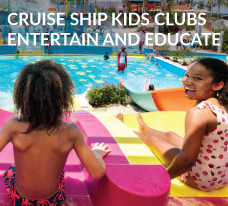 CRUISE SHIP KIDS CLUBS
ENTERTAIN AND EDUCATE